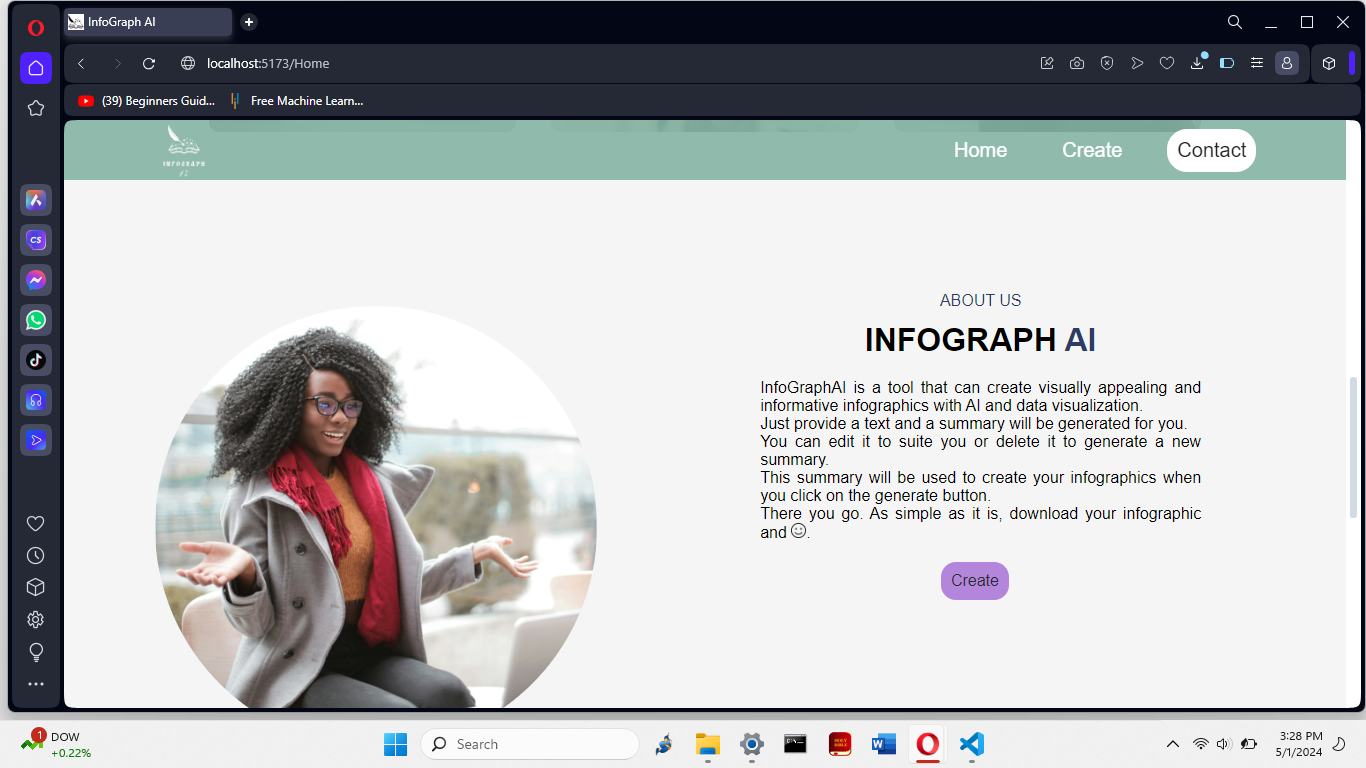 InfoGraph AI
localhost:5173/Home
(39) Beginners Guid...
Free Machine Learn...
INFOGRAPH
AI
Home
Create
Contact
CS
ABOUT US
INFOGRAPH AI
InfoGraphAI is a tool that can create visually appealing and
informative infographics with AI and data visualization.
Just provide a text and a summary will be generated for you.
You can edit it to suite you or delete it to generate a new
summary.
This summary will be used to create your infographics when
you click on the generate button.
There you go. As simple as it is, download your infographic
and ☺.
Create
1
DOW
+0.22%
Search
HOLY
BIBLE
3:28 PM
5/1/2024